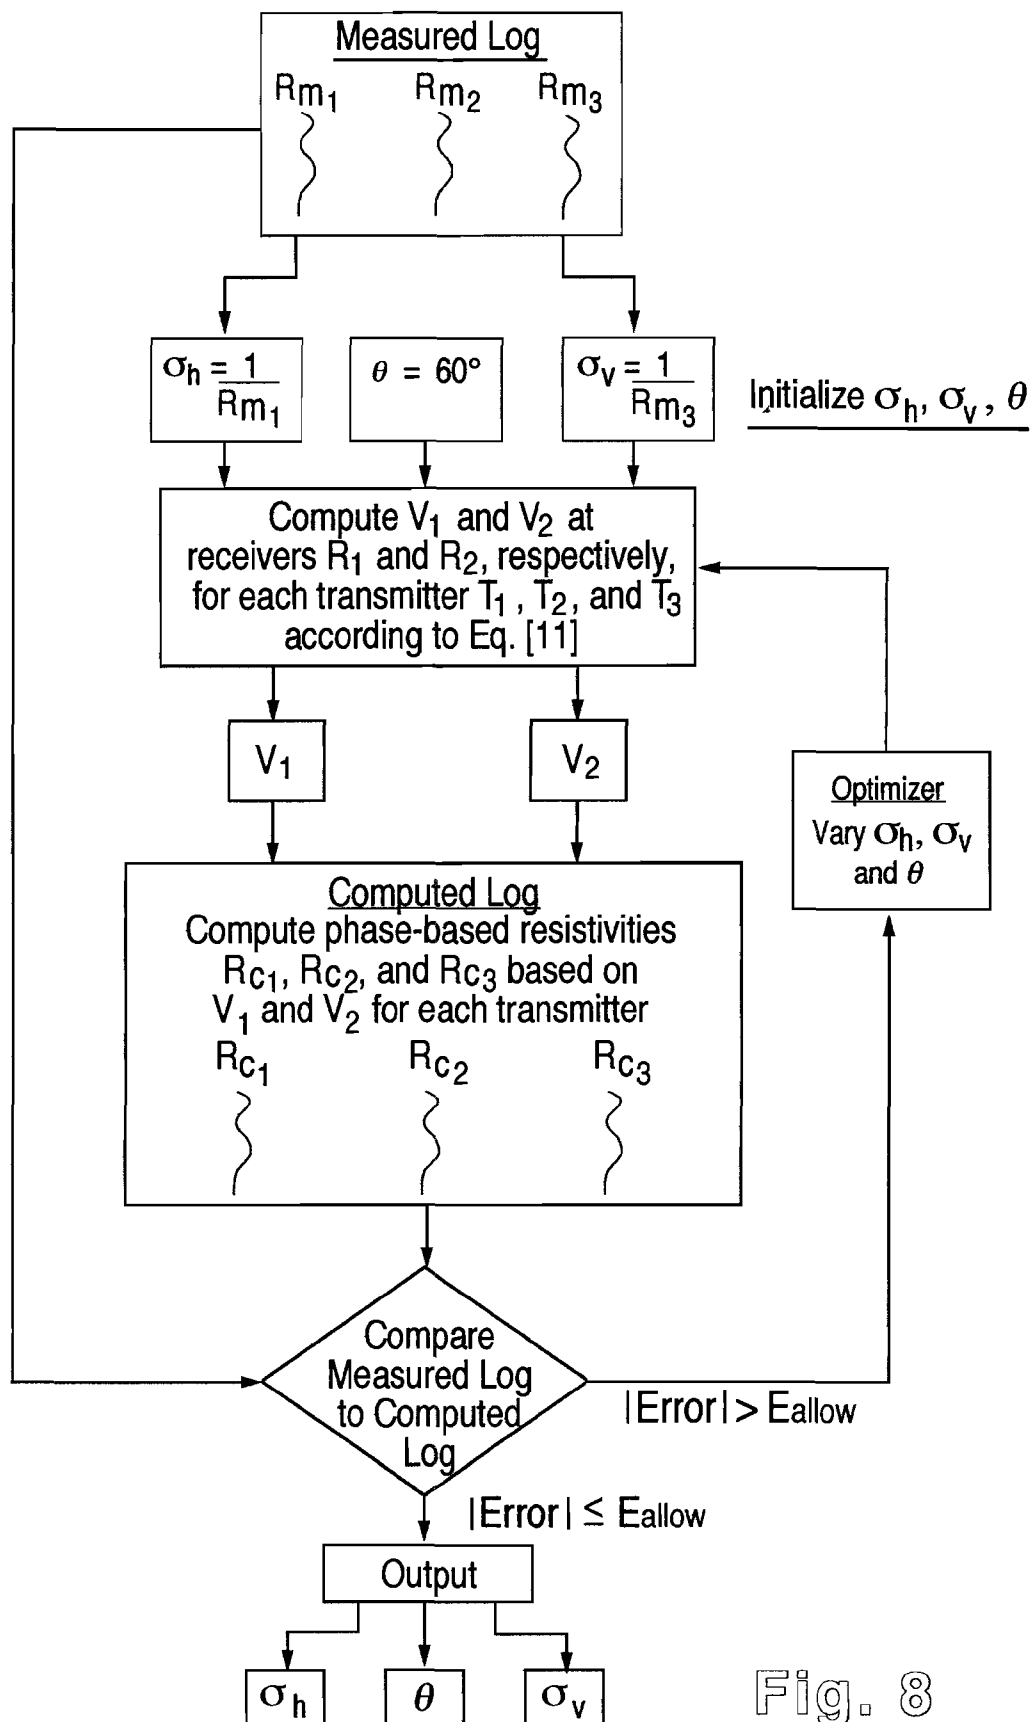 Measured Log
Rm1 Rm2 Rm3
σh = 1/Rm1
θ = 60°
σv = 1/Rm3
Initialize σh, σv, θ
Compute V1 and V2 at
receivers R1 and R2, respectively,
for each transmitter T1 , T2, and T3
according to Eq. [11]
V1
V2
Optimizer
Vary σh, σv
and θ
Computed Log
Compute phase-based resistivities
Rc1, Rc2, and Rc3 based on
V1 and V2 for each transmitter
Rc1 Rc2 Rc3
Compare
Measured Log
to Computed
Log
|Error| > Eallow
|Error| ≤ Eallow
Output
σh
θ
σv
Fig. 8